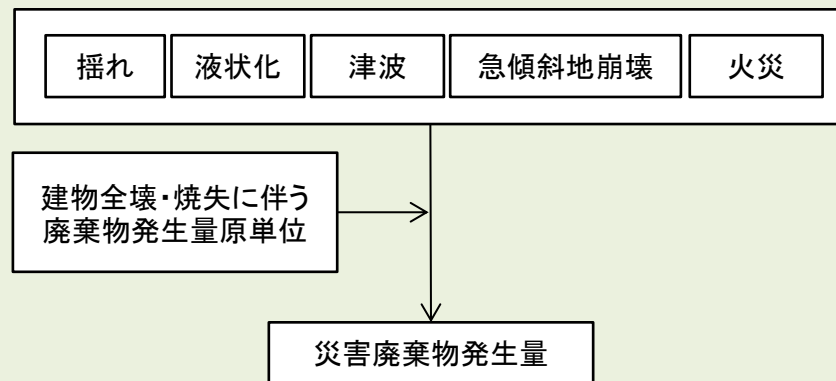 揺れ 液状化 津波 急傾斜地崩壊 火災
建物全壊・焼失に伴う
廃棄物発生量原単位
災害廃棄物発生量